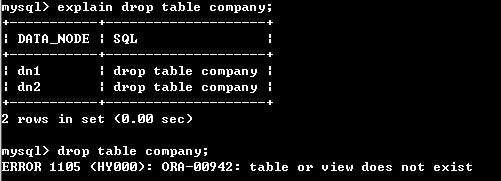 mysql> explain drop table company;
+-----------+--------------------+
| DATA_NODE | SQL                |
+-----------+--------------------+
| dn1       | drop table company |
| dn2       | drop table company |
+-----------+--------------------+
2 rows in set (0.00 sec)
mysql> drop table company;
ERROR 1105 (HY000): ORA-00942: table or view does not exist